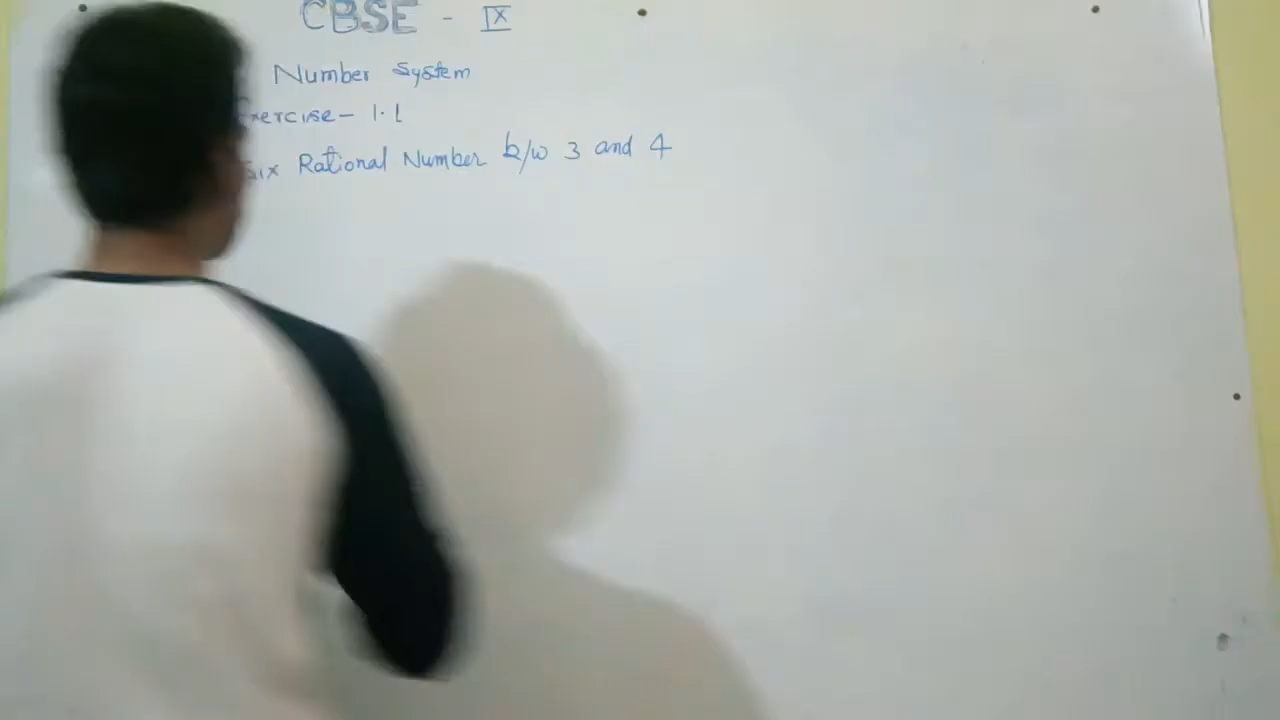 CBSE - IX
Number System
Exercise - 1.1
Six Rational Number b/w 3 and 4